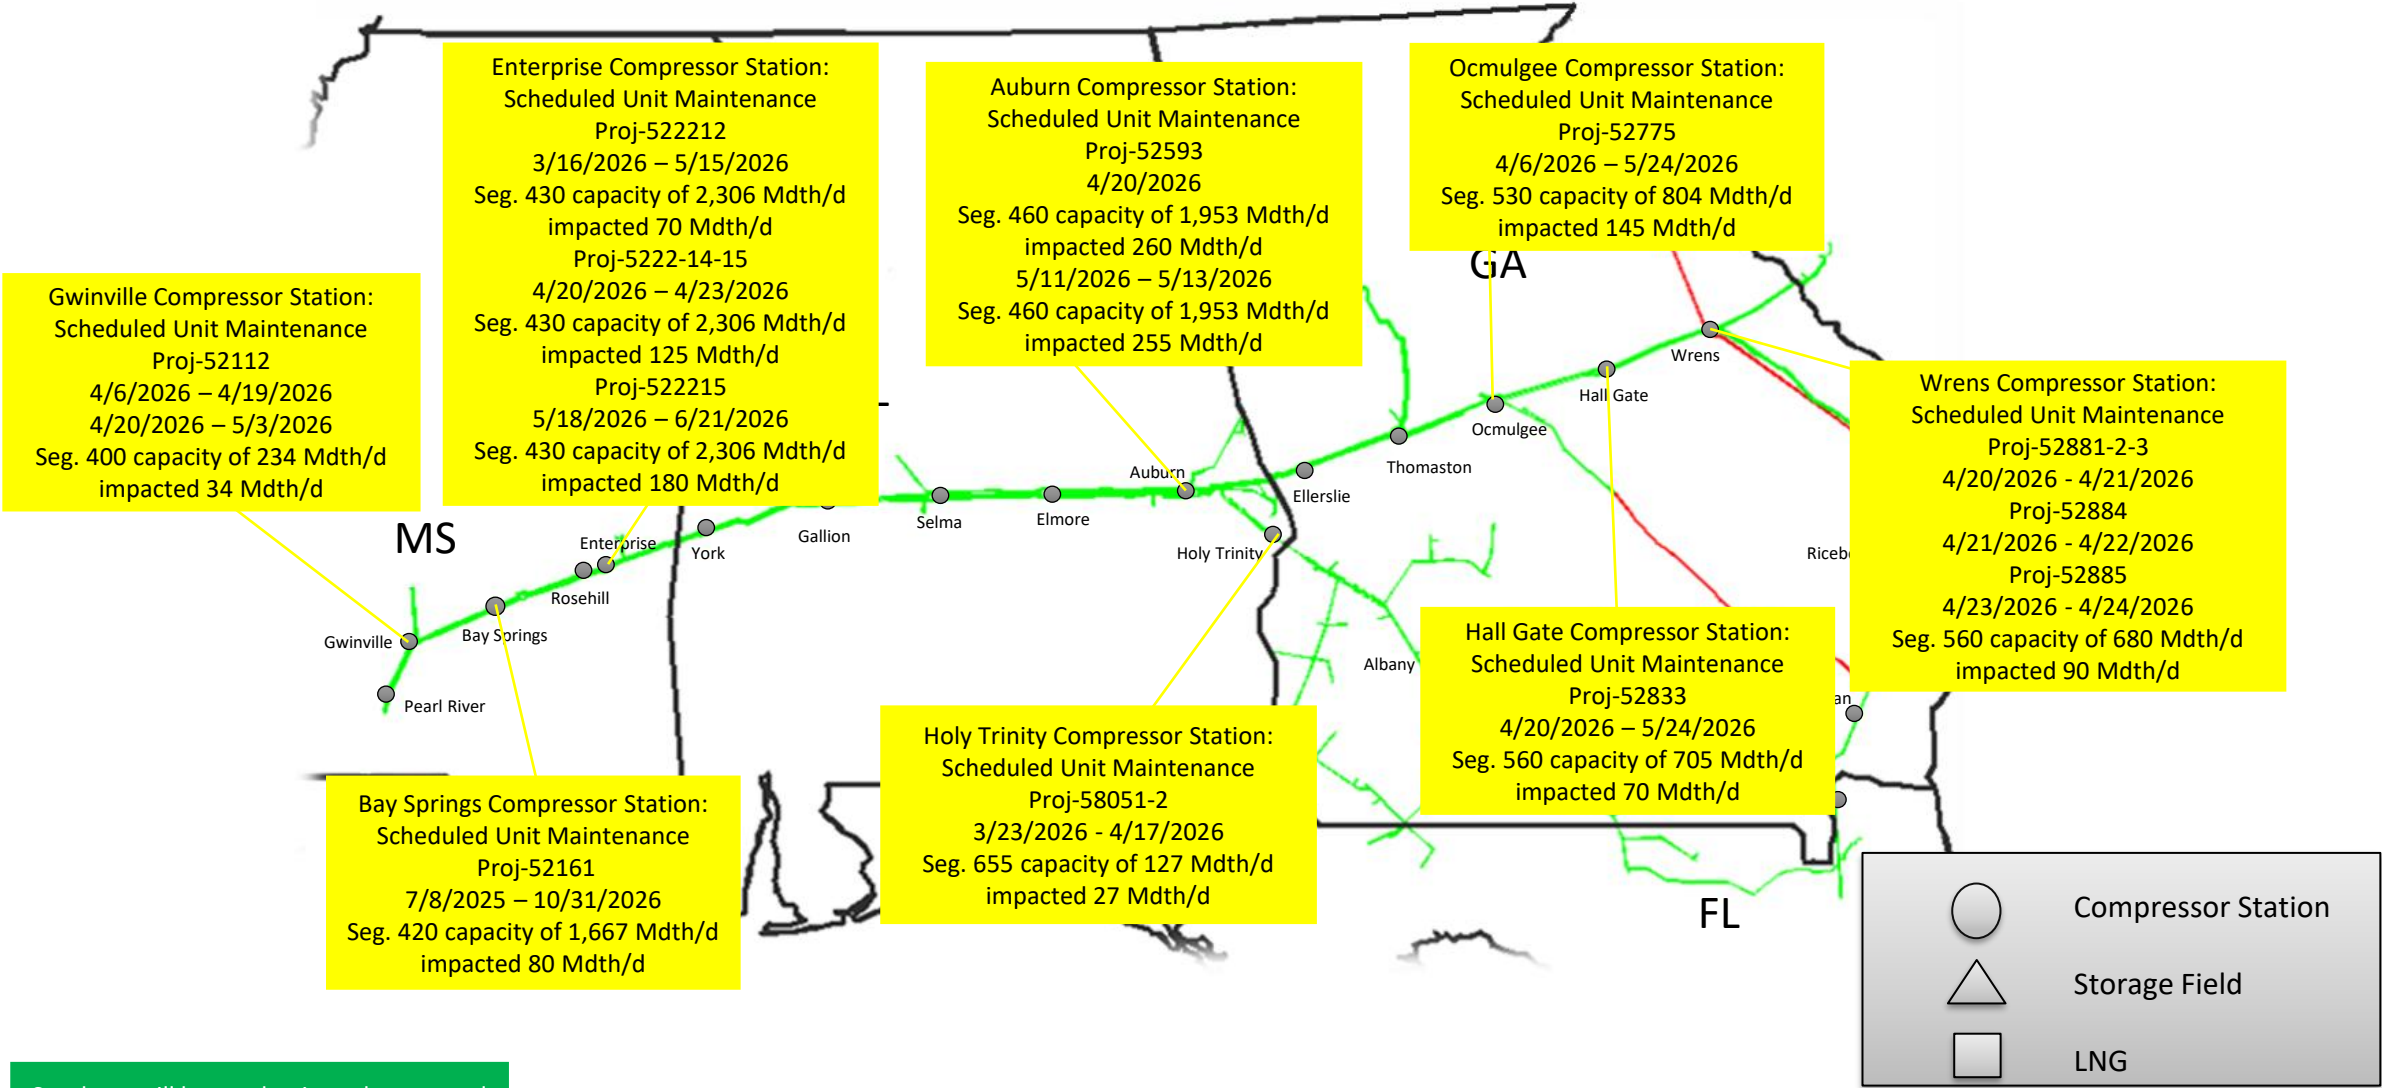 Enterprise Compressor Station:
Scheduled Unit Maintenance
Proj-522212
3/16/2026 – 5/15/2026
Seg. 430 capacity of 2,306 Mdth/d
impacted 70 Mdth/d
Proj-5222-14-15
4/20/2026 – 4/23/2026
Seg. 430 capacity of 2,306 Mdth/d
impacted 125 Mdth/d
Proj-522215
5/18/2026 – 6/21/2026
Seg. 430 capacity of 2,306 Mdth/d
impacted 180 Mdth/d
Auburn Compressor Station:
Scheduled Unit Maintenance
Proj-52593
4/20/2026
Seg. 460 capacity of 1,953 Mdth/d
impacted 260 Mdth/d
5/11/2026 – 5/13/2026
Seg. 460 capacity of 1,953 Mdth/d
impacted 255 Mdth/d
Ocmulgee Compressor Station:
Scheduled Unit Maintenance
Proj-52775
4/6/2026 – 5/24/2026
Seg. 530 capacity of 804 Mdth/d
impacted 145 Mdth/d
GA
Gwinville Compressor Station:
Scheduled Unit Maintenance
Proj-52112
4/6/2026 – 4/19/2026
4/20/2026 – 5/3/2026
Seg. 400 capacity of 234 Mdth/d
impacted 34 Mdth/d
Wrens
Hall Gate
Ocmulgee
Thomaston
Ellerslie
Auburn
Elmore
Selma
Gallion
York
Enterprise
Rosehill
Bay Springs
Gwinville
Pearl River
MS
Holy Trinity
Albany
Wrens Compressor Station:
Scheduled Unit Maintenance
Proj-52881-2-3
4/20/2026 - 4/21/2026
Proj-52884
4/21/2026 - 4/22/2026
Proj-52885
4/23/2026 - 4/24/2026
Seg. 560 capacity of 680 Mdth/d
impacted 90 Mdth/d
Hall Gate Compressor Station:
Scheduled Unit Maintenance
Proj-52833
4/20/2026 – 5/24/2026
Seg. 560 capacity of 705 Mdth/d
impacted 70 Mdth/d
Holy Trinity Compressor Station:
Scheduled Unit Maintenance
Proj-58051-2
3/23/2026 - 4/17/2026
Seg. 655 capacity of 127 Mdth/d
impacted 27 Mdth/d
Bay Springs Compressor Station:
Scheduled Unit Maintenance
Proj-52161
7/8/2025 – 10/31/2026
Seg. 420 capacity of 1,667 Mdth/d
impacted 80 Mdth/d
FL
Compressor Station
Storage Field
LNG